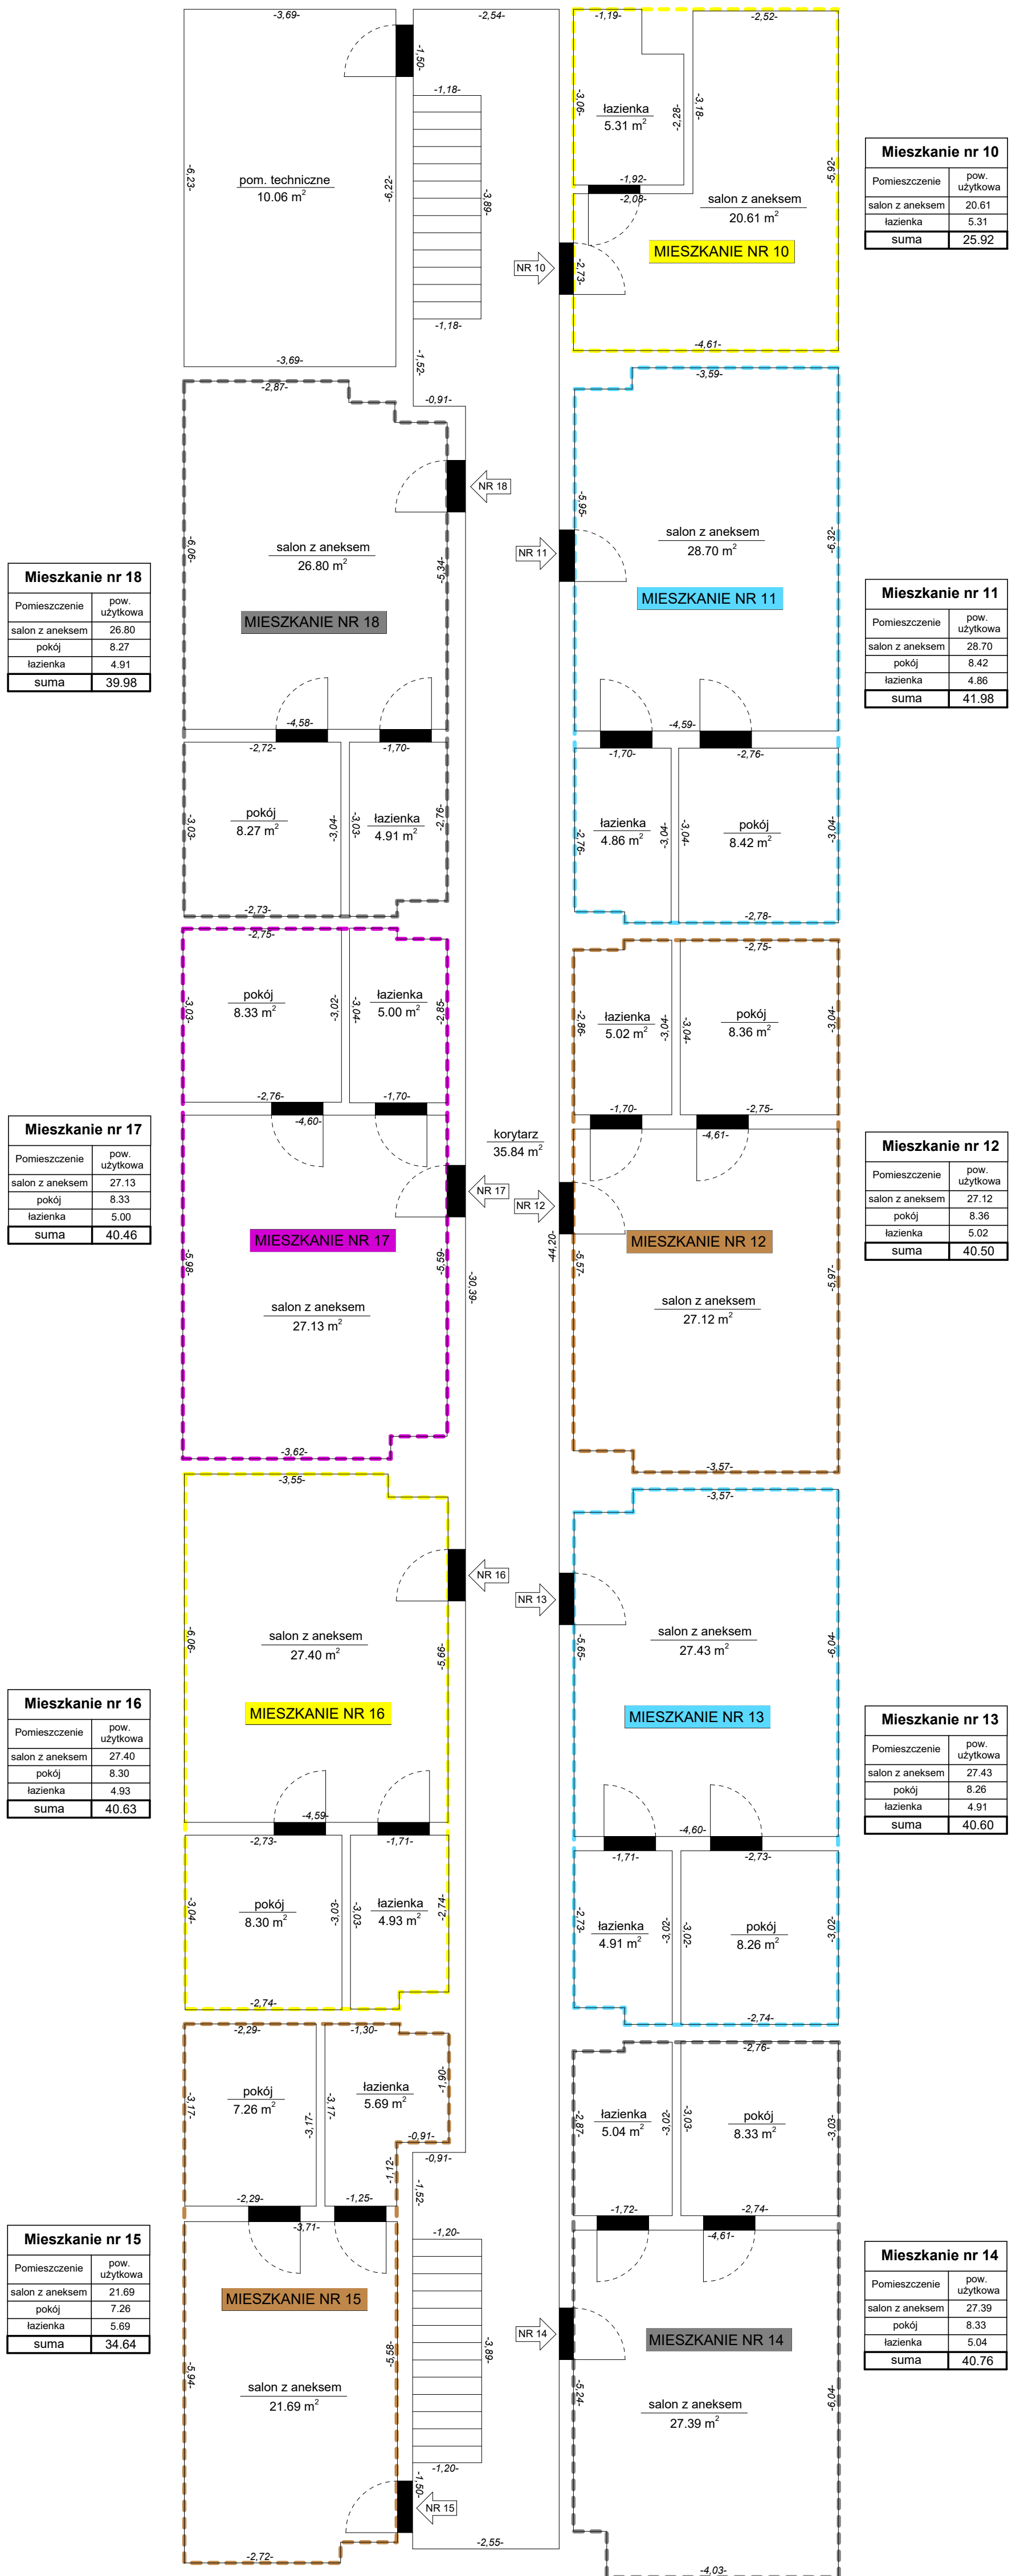 -3,69-
-2,54-
-1,19-
-2,52-
-1,50-
-1,18-
-3,06-
łazienka
5.31 m²
-2,28-
-3,18-
-5,92-
-6,23-
pom. techniczne
10.06 m²
-6,22-
-3,89-
-1,92-
-2,08-
salon z aneksem
20.61 m²
MIESZKANIE NR 10
NR 10
-2,73-
-1,18-
-4,61-
-3,69-
-1,52-
-0,91-
Mieszkanie nr 10
Pomieszczenie pow. użytkowa
salon z aneksem 20.61
łazienka 5.31
suma 25.92
-2,87-
-3,59-
NR 18
-6,06-
salon z aneksem
26.80 m²
-5,34-
MIESZKANIE NR 18
-4,58-
-2,72-
-1,70-
-3,03-
pokój
8.27 m²
-3,04-
-3,03-
łazienka
4.91 m²
-2,76-
-2,73-
Mieszkanie nr 18
Pomieszczenie pow. użytkowa
salon z aneksem 26.80
pokój 8.27
łazienka 4.91
suma 39.98
-5,95-
NR 11
salon z aneksem
28.70 m²
-6,32-
MIESZKANIE NR 11
-4,59-
-1,70-
-2,76-
-2,76-
łazienka
4.86 m²
-3,04-
-3,04-
pokój
8.42 m²
-3,04-
-2,78-
Mieszkanie nr 11
Pomieszczenie pow. użytkowa
salon z aneksem 28.70
pokój 8.42
łazienka 4.86
suma 41.98
-2,75-
-3,03-
pokój
8.33 m²
-3,02-
-3,04-
łazienka
5.00 m²
-2,85-
-2,76-
-1,70-
-4,60-
NR 17
MIESZKANIE NR 17
-5,98-
-5,59-
salon z aneksem
27.13 m²
-3,62-
Mieszkanie nr 17
Pomieszczenie pow. użytkowa
salon z aneksem 27.13
pokój 8.33
łazienka 5.00
suma 40.46
korytarz
35.84 m²
-30,39-
-44,20-
-2,75-
-2,86-
łazienka
5.02 m²
-3,04-
-3,04-
pokój
8.36 m²
-3,04-
-1,70-
-2,75-
-4,61-
NR 12
MIESZKANIE NR 12
-5,57-
-5,97-
salon z aneksem
27.12 m²
-3,57-
Mieszkanie nr 12
Pomieszczenie pow. użytkowa
salon z aneksem 27.12
pokój 8.36
łazienka 5.02
suma 40.50
-3,55-
NR 16
-6,06-
salon z aneksem
27.40 m²
-5,66-
MIESZKANIE NR 16
-4,59-
-2,73-
-1,71-
-3,04-
pokój
8.30 m²
-3,03-
-3,03-
łazienka
4.93 m²
-2,74-
-2,74-
Mieszkanie nr 16
Pomieszczenie pow. użytkowa
salon z aneksem 27.40
pokój 8.30
łazienka 4.93
suma 40.63
-3,57-
NR 13
-5,65-
salon z aneksem
27.43 m²
-6,04-
MIESZKANIE NR 13
-4,60-
-1,71-
-2,73-
-2,73-
łazienka
4.91 m²
-3,02-
-3,02-
pokój
8.26 m²
-3,02-
-2,74-
Mieszkanie nr 13
Pomieszczenie pow. użytkowa
salon z aneksem 27.43
pokój 8.26
łazienka 4.91
suma 40.60
-2,29-
-1,30-
-3,17-
pokój
7.26 m²
-3,17-
-3,17-
łazienka
5.69 m²
-1,90-
-0,91-
-0,91-
-1,12-
-1,52-
-2,29-
-1,25-
-3,71-
-1,20-
MIESZKANIE NR 15
-5,94-
-5,58-
salon z aneksem
21.69 m²
-3,89-
-1,20-
-1,50-
NR 15
-2,55-
-2,72-
Mieszkanie nr 15
Pomieszczenie pow. użytkowa
salon z aneksem 21.69
pokój 7.26
łazienka 5.69
suma 34.64
-2,76-
-2,87-
łazienka
5.04 m²
-3,02-
-3,03-
pokój
8.33 m²
-3,03-
-1,72-
-2,74-
-4,61-
NR 14
MIESZKANIE NR 14
-5,24-
-6,04-
salon z aneksem
27.39 m²
-4,03-
Mieszkanie nr 14
Pomieszczenie pow. użytkowa
salon z aneksem 27.39
pokój 8.33
łazienka 5.04
suma 40.76